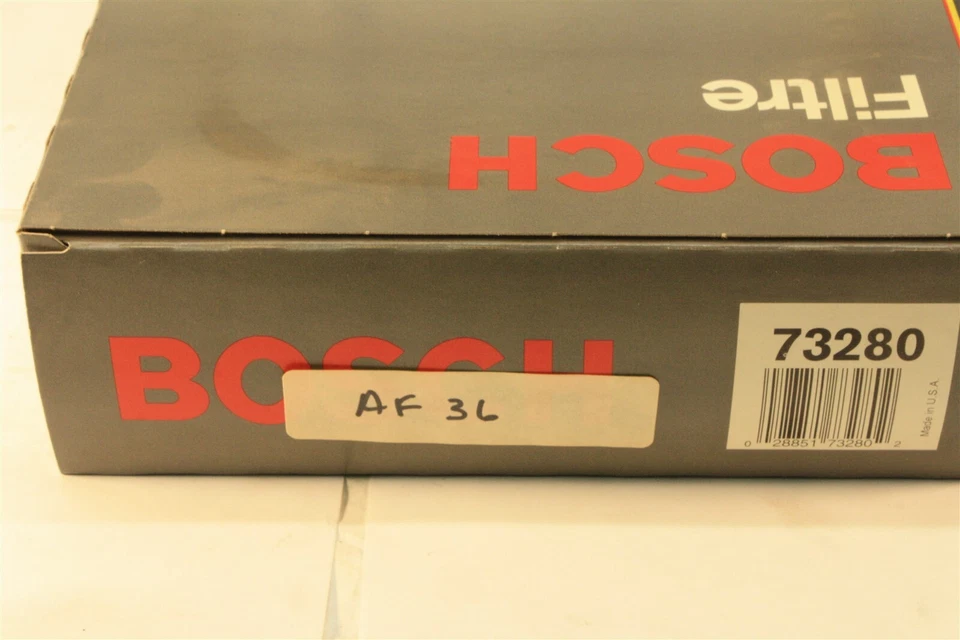 Filtre
BOSCH
BOSCH
AF 36
73280
0 28851 73280 2
Made in U.S.A.